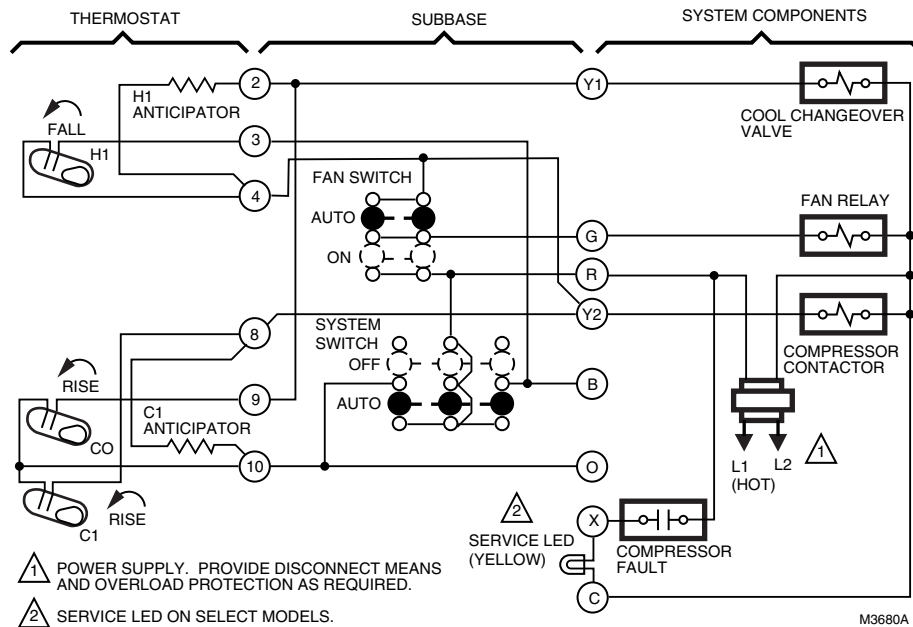 THERMOSTAT
SUBBASE
SYSTEM COMPONENTS
2
Y1
H1
ANTICIPATOR
COOL CHANGEOVER
VALVE
FALL
H1
3
4
FAN SWITCH
AUTO
ON
FAN RELAY
G
R
Y2
SYSTEM
SWITCH
OFF
AUTO
8
COMPRESSOR
CONTACTOR
RISE
CO
9
B
C1
ANTICIPATOR
10
O
L1
(HOT)
L2
1
RISE
C1
2
SERVICE LED
(YELLOW)
X
COMPRESSOR
FAULT
C
1 POWER SUPPLY. PROVIDE DISCONNECT MEANS
AND OVERLOAD PROTECTION AS REQUIRED.
2 SERVICE LED ON SELECT MODELS.
M3680A